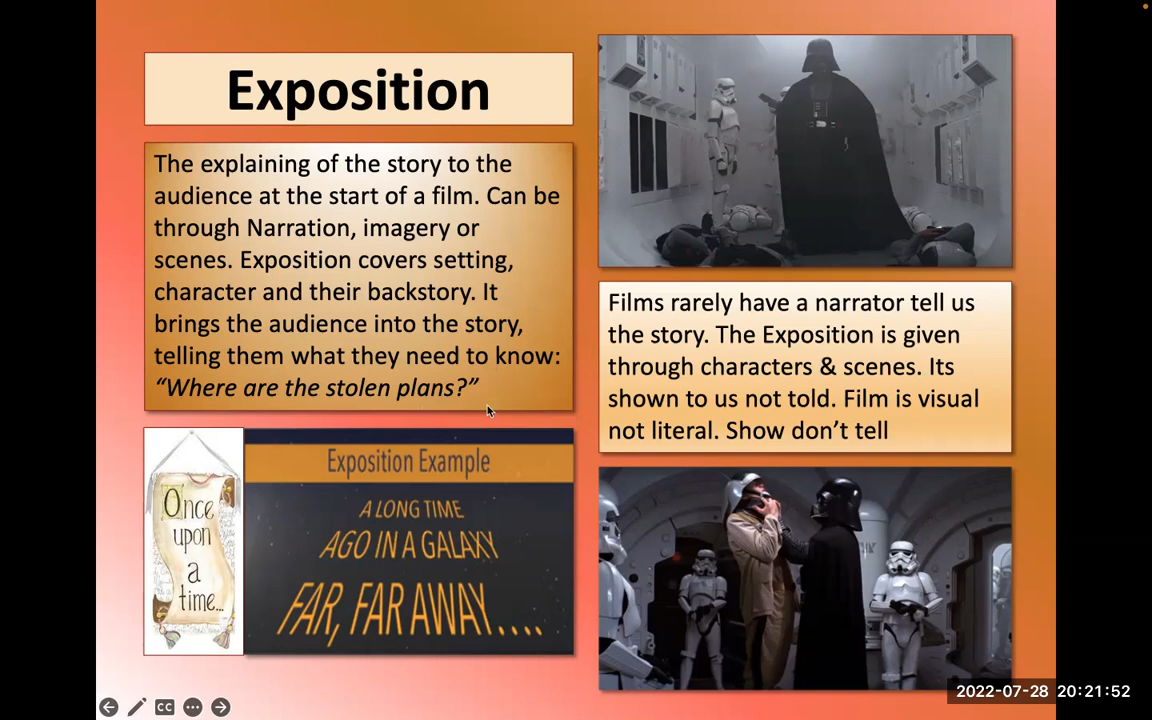 Exposition
The explaining of the story to the
audience at the start of a film. Can be
through Narration, imagery or
scenes. Exposition covers setting,
character and their backstory. It
brings the audience into the story,
telling them what they need to know:
“Where are the stolen plans?”
Once
upon
a
time...
Exposition Example
A LONG TIME
AGO IN A GALAXY
FAR, FAR AWAY....
Films rarely have a narrator tell us
the story. The Exposition is given
through characters & scenes. Its
shown to us not told. Film is visual
not literal. Show don’t tell
CC
2022-07-28 20:21:52